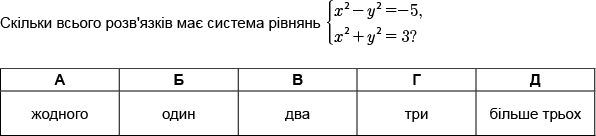 Скільки всього розв'язків має система рівнянь { x² − y² = −5,
x² + y² = 3?
А Б В Г Д
жодного один два три більше трьох